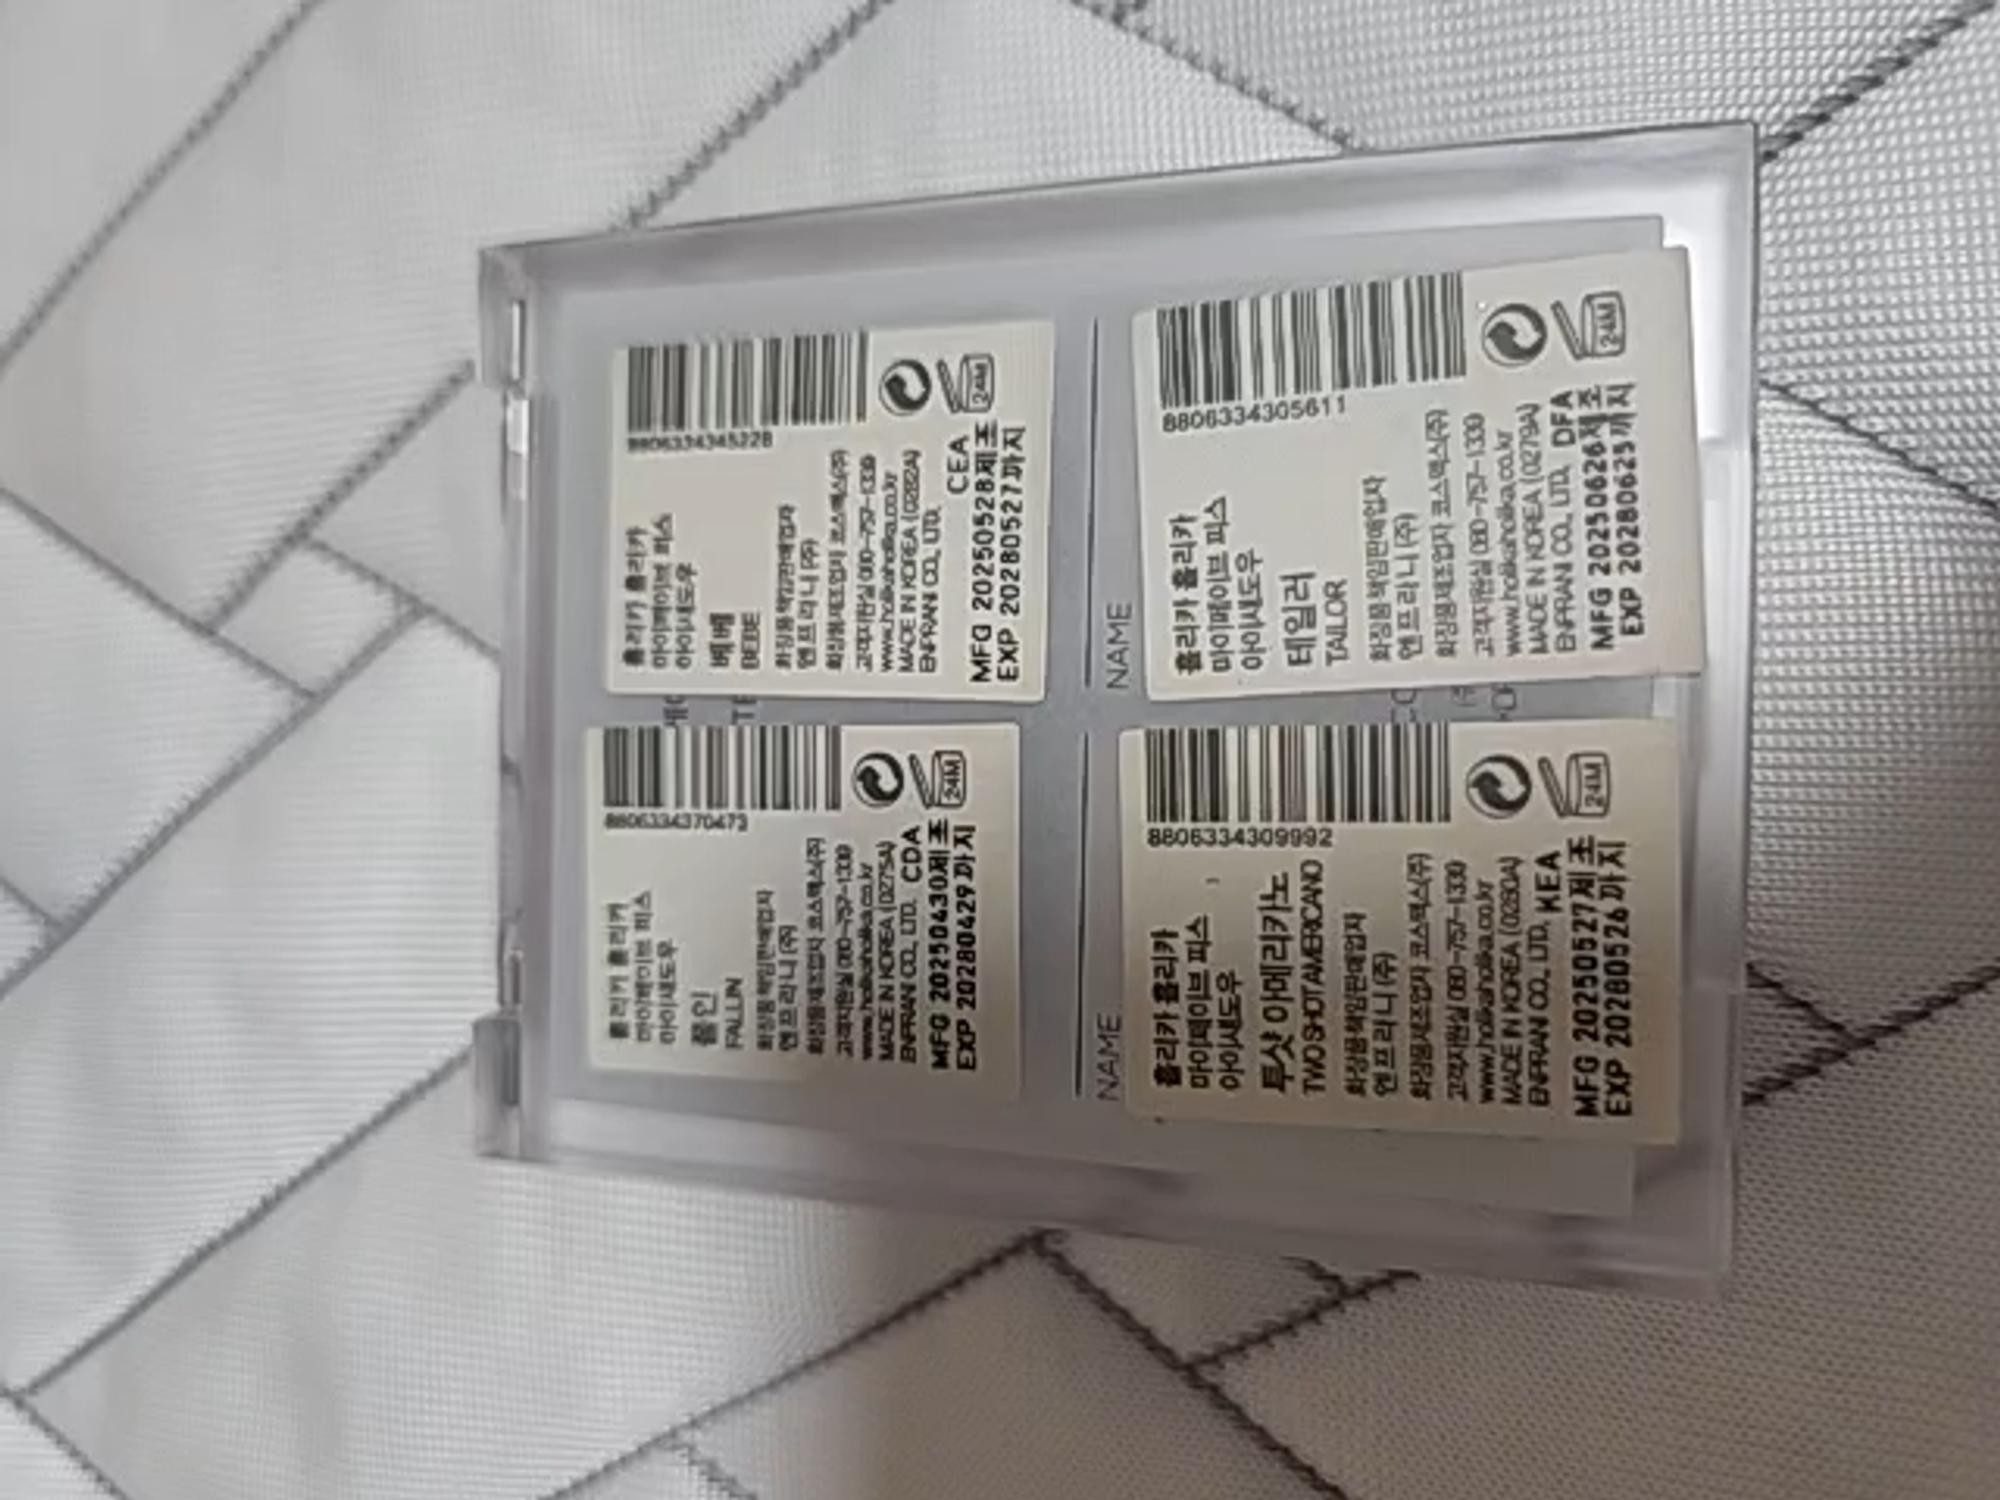 8806334370473
홀리카 홀리카
마이페이브 피스
아이섀도우
폴인
FALL IN
화장품책임판매업자
엔프라니(주)
화장품제조업자 코스맥스(주)
고객지원실 080-757-1339
www.holikaholika.co.kr
MADE IN KOREA (0275A)
ENPRANI CO., LTD. CDA
MFG 20250430제조
EXP 20280429까지
24M
8806334309992
홀리카 홀리카
마이페이브 피스
아이섀도우
투샷 아메리카노
TWO SHOT AMERICANO
화장품책임판매업자
엔프라니(주)
화장품제조업자 코스맥스(주)
고객지원실 080-757-1339
www.holikaholika.co.kr
MADE IN KOREA (0280A)
ENPRANI CO., LTD. KEA
MFG 20250527제조
EXP 20280526까지
24M
NAME
8806334345228
홀리카 홀리카
마이페이브 피스
아이섀도우
베베
BEBE
화장품책임판매업자
엔프라니(주)
화장품제조업자 코스맥스(주)
고객지원실 080-757-1339
www.holikaholika.co.kr
MADE IN KOREA (0282A)
ENPRANI CO., LTD.
CEA
MFG 20250528제조
EXP 20280527까지
24M
8806334305611
홀리카 홀리카
마이페이브 피스
아이섀도우
테일러
TAILOR
화장품책임판매업자
엔프라니(주)
화장품제조업자 코스맥스(주)
고객지원실 080-757-1339
www.holikaholika.co.kr
MADE IN KOREA (0279A)
ENPRANI CO., LTD. DFA
MFG 20250626제조
EXP 20280625까지
24M
NAME